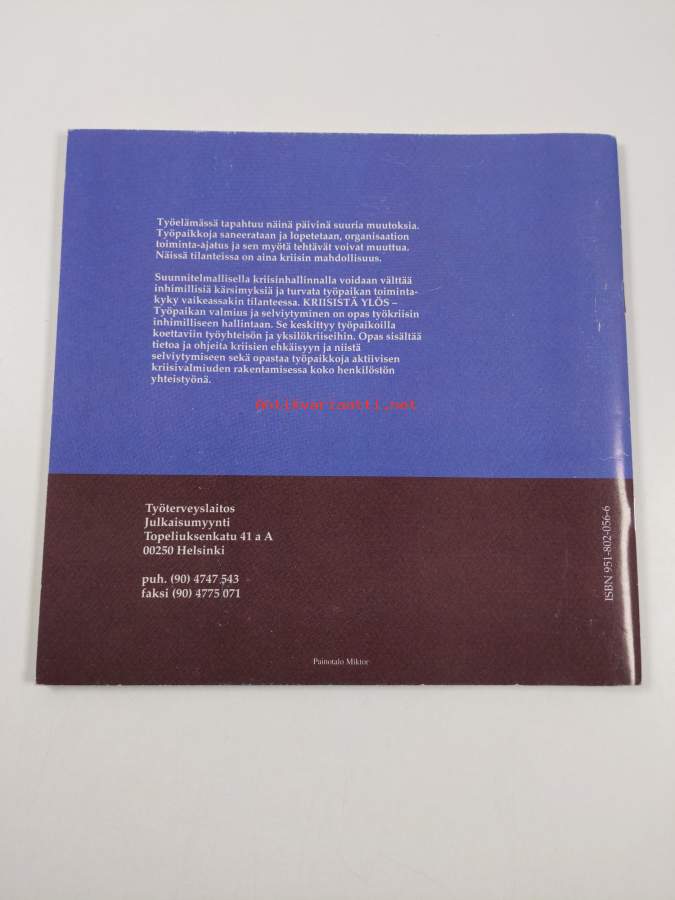 Työelämässä tapahtuu näinä päivinä suuria muutoksia.
Työpaikkoja saneerataan ja lopetetaan, organisaation
toiminta-ajatus ja sen myötä tehtävät voivat muuttua.
Näissä tilanteissa on aina kriisin mahdollisuus.
Suunnitelmallisella kriisinhallinnalla voidaan välttää
inhimillisiä kärsimyksiä ja turvata työpaikan toiminta-
kyky vaikeassakin tilanteessa. KRIISISTÄ YLÖS –
Työpaikan valmius ja selviytyminen on opas työkriisin
inhimilliseen hallintaan. Se keskittyy työpaikoilla
koettaviin työyhteisön ja yksilökriiseihin. Opas sisältää
tietoa ja ohjeita kriisien ehkäisyyn ja niistä
selviytymiseen sekä opastaa työpaikkoja aktiivisen
kriisivalmiuden rakentamisessa koko henkilöstön
yhteistyönä.
Antikvariaatti.net
Työterveyslaitos
Julkaisumyynti
Topeliuksenkatu 41 a A
00250 Helsinki
puh. (90) 4747 543
faksi (90) 4775 071
ISBN 951-802-056-6
Painotalo Miktor